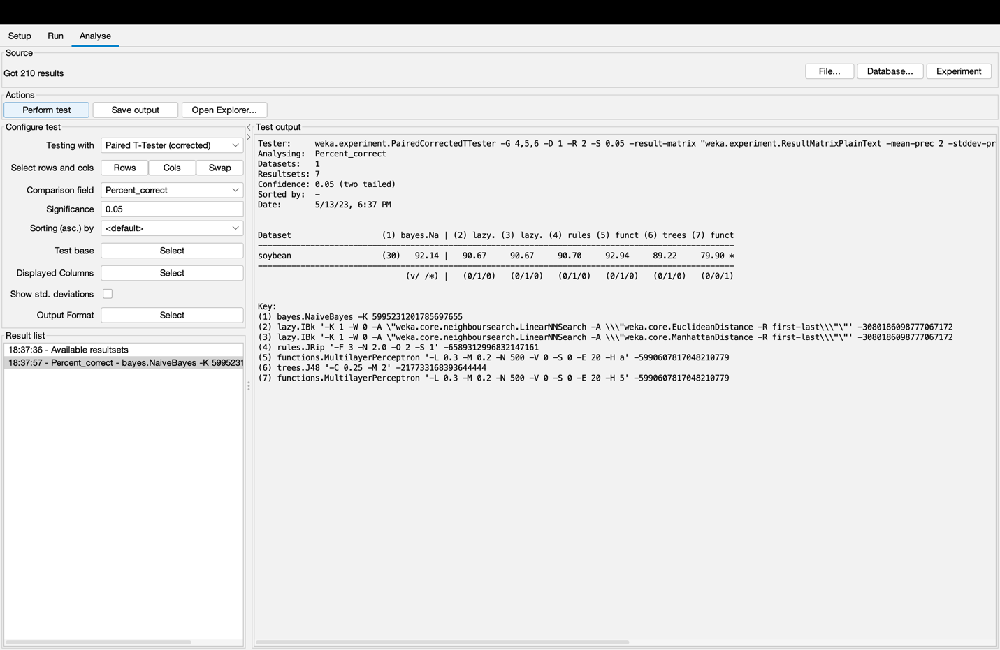 Setup Run Analyse
Source
Got 210 results
File... Database... Experiment
Actions
Perform test Save output Open Explorer...
Configure test
Testing with Paired T-Tester (corrected)
Select rows and cols Rows Cols Swap
Comparison field Percent_correct
Significance 0.05
Sorting (asc.) by <default>
Test base Select
Displayed Columns Select
Show std. deviations
Output Format Select
Result list
18:37:36 - Available resultsets
18:37:57 - Percent_correct - bayes.NaiveBayes -K 5995231
Test output
Tester: weka.experiment.PairedCorrectedTTester -G 4,5,6 -D 1 -R 2 -S 0.05 -result-matrix "weka.experiment.ResultMatrixPlainText -mean-prec 2 -stddev-pr
Analysing: Percent_correct
Datasets: 1
Resultsets: 7
Confidence: 0.05 (two tailed)
Sorted by: -
Date: 5/13/23, 6:37 PM
Dataset (1) bayes.Na | (2) lazy. (3) lazy. (4) rules (5) funct (6) trees (7) funct
soybean (30) 92.14 | 90.67 90.67 90.70 92.94 89.22 79.90 *
(v/ /*) | (0/1/0) (0/1/0) (0/1/0) (0/1/0) (0/1/0) (0/0/1)
Key:
(1) bayes.NaiveBayes -K 5995231201785697655
(2) lazy.IBk '-K 1 -W 0 -A \"weka.core.neighboursearch.LinearNNSearch -A \\\"weka.core.EuclideanDistance -R first-last\\\"\"' -3080186098777067172
(3) lazy.IBk '-K 1 -W 0 -A \"weka.core.neighboursearch.LinearNNSearch -A \\\"weka.core.ManhattanDistance -R first-last\\\"\"' -3080186098777067172
(4) rules.JRip '-F 3 -N 2.0 -O 2 -S 1' -6589312996832147161
(5) functions.MultilayerPerceptron '-L 0.3 -M 0.2 -N 500 -V 0 -S 0 -E 20 -H a' -5990607817048210779
(6) trees.J48 '-C 0.25 -M 2' -217733168393644444
(7) functions.MultilayerPerceptron '-L 0.3 -M 0.2 -N 500 -V 0 -S 0 -E 20 -H 5' -5990607817048210779